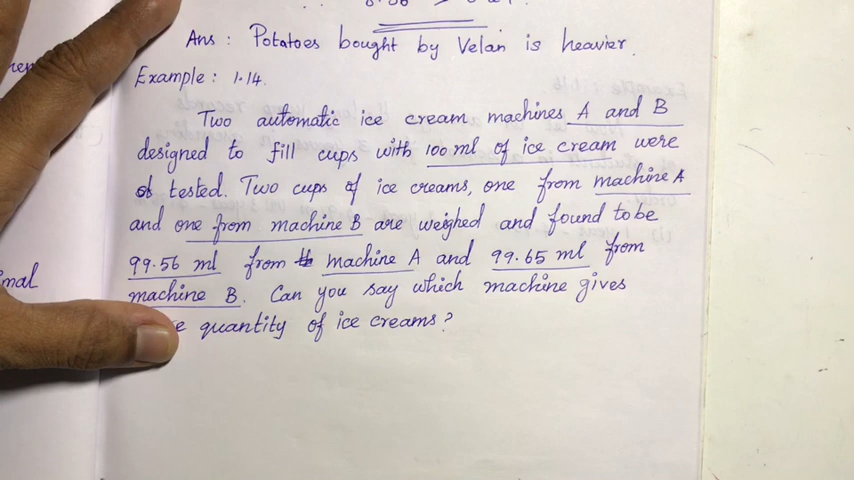 Ans : Potatoes bought by Velan is heavier.
Example : 1.14.
Two automatic ice cream machines A and B
designed to fill cups with 100 ml of ice cream were
tested. Two cups of ice creams, one from machine A
and one from machine B are weighed and found to be
99.56 ml from machine A and 99.65 ml from
machine B. Can you say which machine gives
quantity of ice creams?